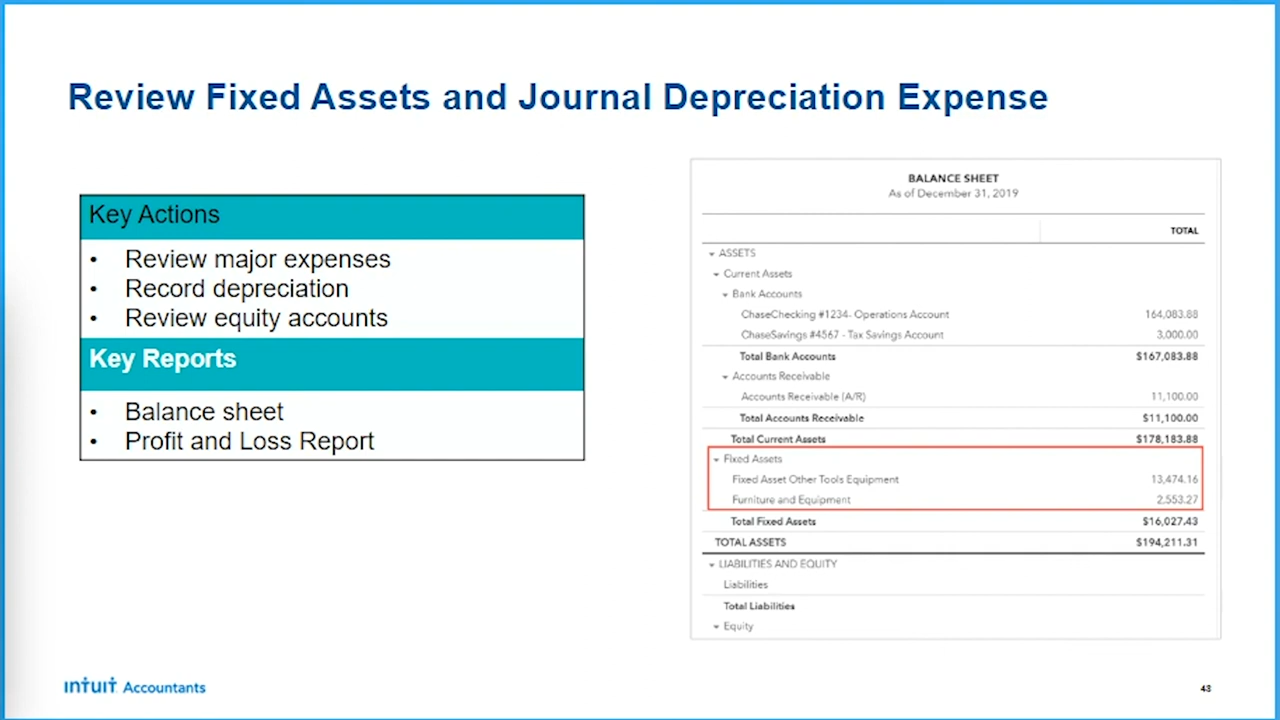 Review Fixed Assets and Journal Depreciation Expense
Key Actions
• Review major expenses
• Record depreciation
• Review equity accounts
Key Reports
• Balance sheet
• Profit and Loss Report
BALANCE SHEET
As of December 31, 2019
TOTAL
ASSETS
Current Assets
Bank Accounts
ChaseChecking #1234- Operations Account 164,083.88
ChaseSavings #4567 - Tax Savings Account 3,000.00
Total Bank Accounts $167,083.88
Accounts Receivable
Accounts Receivable (A/R) 11,100.00
Total Accounts Receivable $11,100.00
Total Current Assets $178,183.88
Fixed Assets
Fixed Asset Other Tools Equipment 13,474.16
Furniture and Equipment 2,553.27
Total Fixed Assets $16,027.43
TOTAL ASSETS $194,211.31
LIABILITIES AND EQUITY
Liabilities
Total Liabilities
Equity
INTUIT Accountants
43